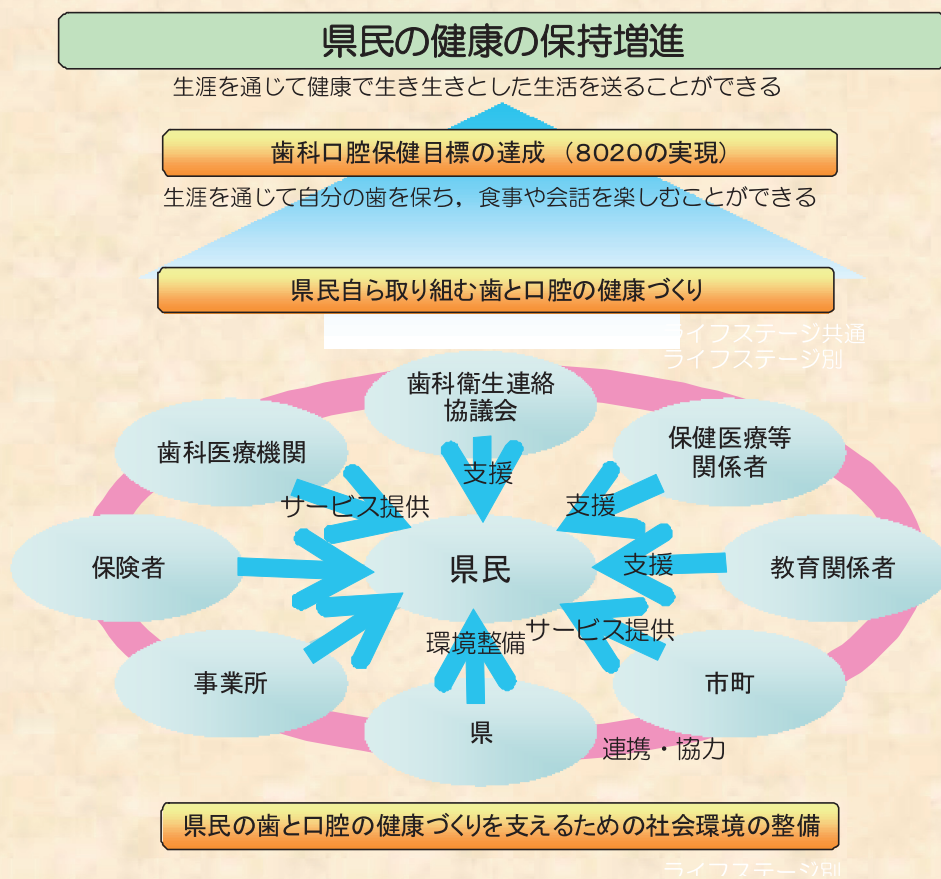 県民の健康の保持増進
生涯を通じて健康で生き生きとした生活を送ることができる
歯科口腔保健目標の達成（8020の実現）
生涯を通じて自分の歯を保ち，食事や会話を楽しむことができる
県民自ら取り組む歯と口腔の健康づくり
ライフステージ共通
ライフステージ別
歯科衛生連絡
協議会
歯科医療機関
保健医療等
関係者
支援
サービス提供
支援
保険者
県民
支援
教育関係者
環境整備
サービス提供
事業所
市町
県
連携・協力
県民の歯と口腔の健康づくりを支えるための社会環境の整備
ライフステージ別